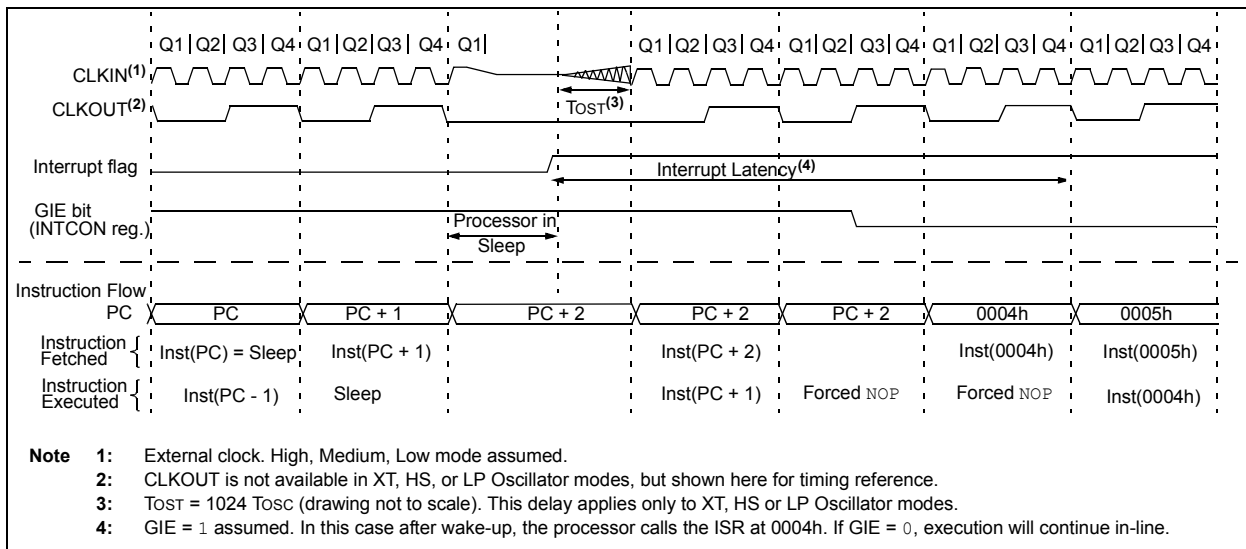 Q1 Q2 Q3 Q4 Q1 Q2 Q3 Q4 Q1 Q1 Q2 Q3 Q4 Q1 Q2 Q3 Q4 Q1 Q2 Q3 Q4 Q1 Q2 Q3 Q4
CLKIN(1)
CLKOUT(2)
TOST(3)
Interrupt flag
Interrupt Latency(4)
GIE bit
(INTCON reg.)
Processor in
Sleep
Instruction Flow
PC PC PC + 1 PC + 2 PC + 2 PC + 2 0004h 0005h
Instruction
Fetched { Inst(PC) = Sleep Inst(PC + 1) Inst(PC + 2) Inst(0004h) Inst(0005h)
Instruction
Executed { Inst(PC - 1) Sleep Inst(PC + 1) Forced NOP Forced NOP Inst(0004h)
Note 1: External clock. High, Medium, Low mode assumed.
2: CLKOUT is not available in XT, HS, or LP Oscillator modes, but shown here for timing reference.
3: TOST = 1024 TOSC (drawing not to scale). This delay applies only to XT, HS or LP Oscillator modes.
4: GIE = 1 assumed. In this case after wake-up, the processor calls the ISR at 0004h. If GIE = 0, execution will continue in-line.